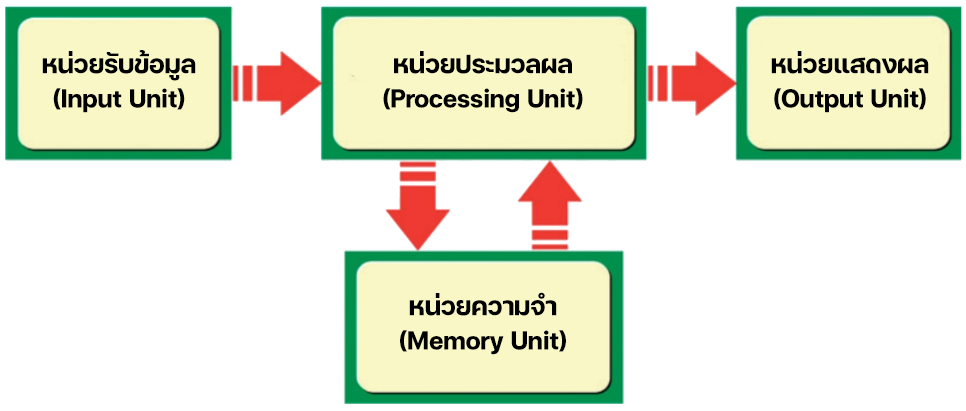 หน่วยรับข้อมูล
(Input Unit)
หน่วยประมวลผล
(Processing Unit)
หน่วยแสดงผล
(Output Unit)
หน่วยความจำ
(Memory Unit)